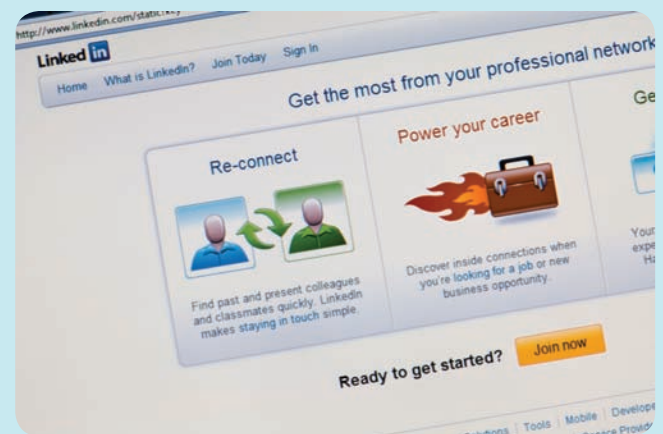 http://www.linkedin.com/static?key
Linked in
Home What is LinkedIn? Join Today Sign In
Get the most from your professional network
Re-connect
Find past and present colleagues
and classmates quickly. LinkedIn
makes staying in touch simple.
Power your career
Discover inside connections when
you're looking for a job or new
business opportunity.
Ge
Your
expe
Ha
Ready to get started?
Join now
Tools Mobile Develope